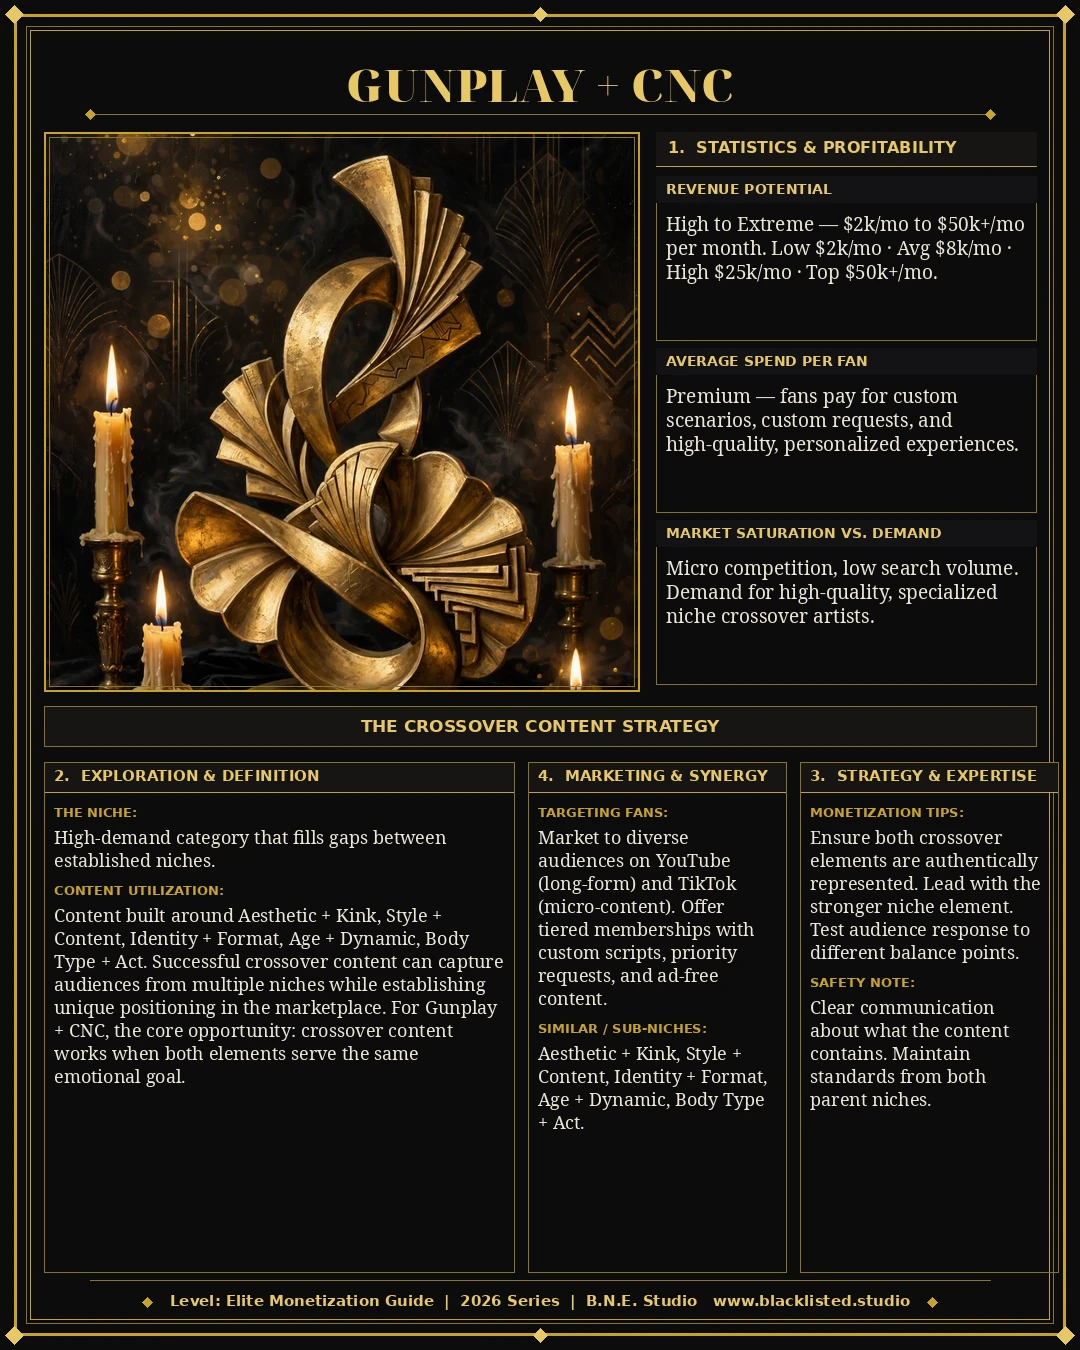 GUNPLAY + CNC
1. STATISTICS & PROFITABILITY
REVENUE POTENTIAL
High to Extreme — $2k/mo to $50k+/mo
per month. Low $2k/mo · Avg $8k/mo ·
High $25k/mo · Top $50k+/mo.
AVERAGE SPEND PER FAN
Premium — fans pay for custom
scenarios, custom requests, and
high-quality, personalized experiences.
MARKET SATURATION VS. DEMAND
Micro competition, low search volume.
Demand for high-quality, specialized
niche crossover artists.
THE CROSSOVER CONTENT STRATEGY
2. EXPLORATION & DEFINITION
THE NICHE:
High-demand category that fills gaps between
established niches.
CONTENT UTILIZATION:
Content built around Aesthetic + Kink, Style +
Content, Identity + Format, Age + Dynamic, Body
Type + Act. Successful crossover content can capture
audiences from multiple niches while establishing
unique positioning in the marketplace. For Gunplay
+ CNC, the core opportunity: crossover content
works when both elements serve the same
emotional goal.
4. MARKETING & SYNERGY
TARGETING FANS:
Market to diverse
audiences on YouTube
(long-form) and TikTok
(micro-content). Offer
tiered memberships with
custom scripts, priority
requests, and ad-free
content.
SIMILAR / SUB-NICHES:
Aesthetic + Kink, Style +
Content, Identity + Format,
Age + Dynamic, Body Type
+ Act.
3. STRATEGY & EXPERTISE
MONETIZATION TIPS:
Ensure both crossover
elements are authentically
represented. Lead with the
stronger niche element.
Test audience response to
different balance points.
SAFETY NOTE:
Clear communication
about what the content
contains. Maintain
standards from both
parent niches.
Level: Elite Monetization Guide | 2026 Series | B.N.E. Studio www.blacklisted.studio